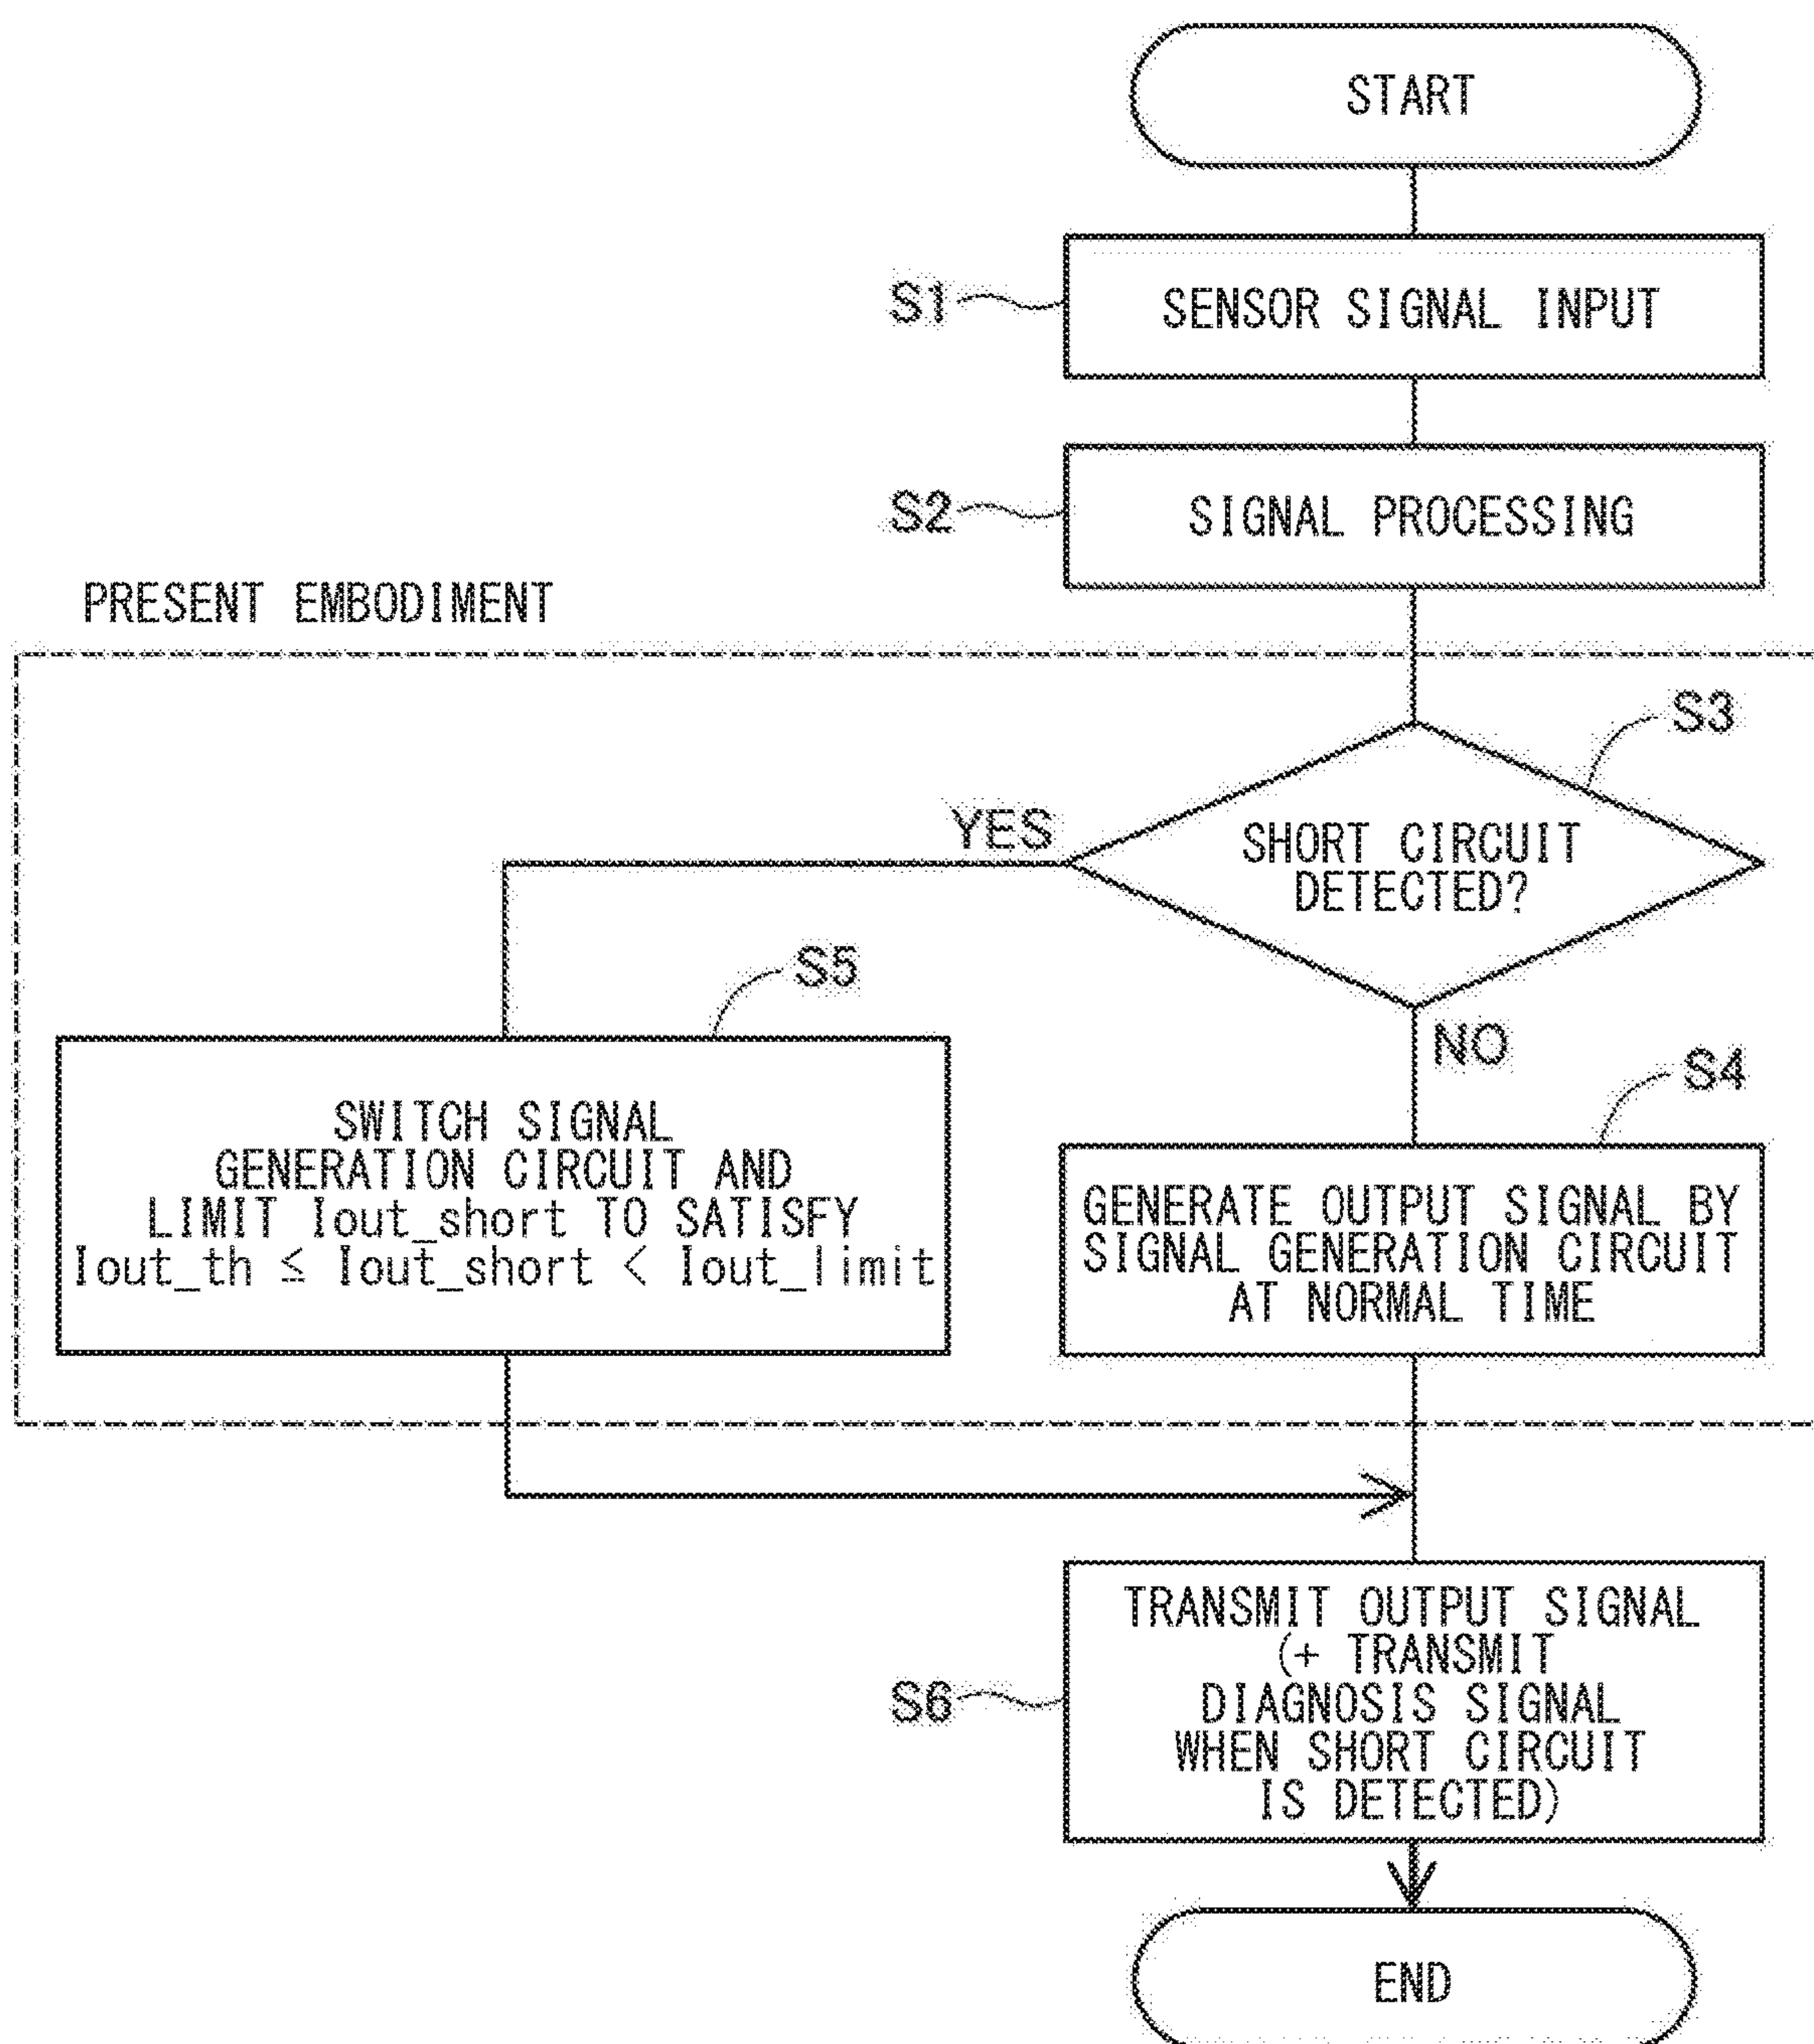 START
S1
SENSOR SIGNAL INPUT
S2
SIGNAL PROCESSING
PRESENT EMBODIMENT
S3
YES
SHORT CIRCUIT
DETECTED?
S5
NO
S4
SWITCH SIGNAL
GENERATION CIRCUIT AND
LIMIT Iout_short TO SATISFY
Iout_th ≤ Iout_short < Iout_limit
GENERATE OUTPUT SIGNAL BY
SIGNAL GENERATION CIRCUIT
AT NORMAL TIME
S6
TRANSMIT OUTPUT SIGNAL
(+ TRANSMIT
DIAGNOSIS SIGNAL
WHEN SHORT CIRCUIT
IS DETECTED)
END